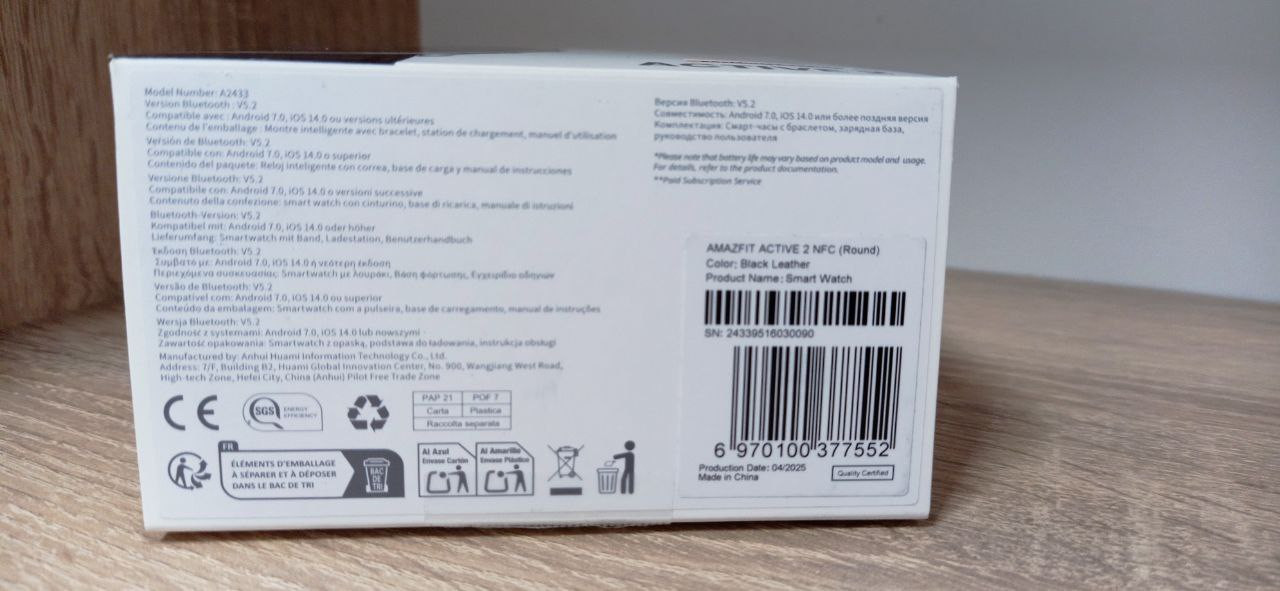 Model Number: A2433
Version Bluetooth : V5.2
Compatible avec : Android 7.0, iOS 14.0 ou versions ultérieures
Contenu de l'emballage : Montre intelligente avec bracelet, station de chargement, manuel d'utilisation
Versión de Bluetooth: V5.2
Compatible con: Android 7.0, iOS 14.0 o superior
Contenido del paquete: Reloj inteligente con correa, base de carga y manual de instrucciones
Versione Bluetooth: V5.2
Compatibile con: Android 7.0, iOS 14.0 o versioni successive
Contenuto della confezione: smart watch con cinturino, base di ricarica, manuale di istruzioni
Bluetooth-Version: V5.2
Kompatibel mit: Android 7.0, iOS 14.0 oder höher
Lieferumfang: Smartwatch mit Band, Ladestation, Benutzerhandbuch
Έκδοση Bluetooth: V5.2
Συμβατό με: Android 7.0, iOS 14.0 ή νεότερη έκδοση
Περιεχόμενα συσκευασίας: Smartwatch με λουράκι, Βάση φόρτισης, Εγχειρίδιο οδηγιών
Versão de Bluetooth: V5.2
Compatível com: Android 7.0, iOS 14.0 ou superior
Conteúdo da embalagem: Smartwatch com a pulseira, base de carregamento, manual de instruções
Wersja Bluetooth: V5.2
Zgodność z systemami: Android 7.0, iOS 14.0 lub nowszymi
Zawartość opakowania: Smartwatch z opaską, podstawa do ładowania, instrukcja obsługi
Manufactured by: Anhui Huami Information Technology Co., Ltd.
Address: 7/F, Building B2, Huami Global Innovation Center, No. 900, Wangjiang West Road,
High-tech Zone, Hefei City, China (Anhui) Pilot Free Trade Zone
CE
SGS ENERGY
EFFICIENCY
PAP 21 PDF 7
Carta Plastica
Raccolta separata
FR
ÉLÉMENTS D'EMBALLAGE
À SÉPARER ET À DÉPOSER
DANS LE BAC DE TRI
BAC
DE
TRI
Al Azul
Envase Cartón
Al Amarillo
Envase Plástico
Версия Bluetooth: V5.2
Совместимость: Android 7.0, iOS 14.0 или более поздняя версия
Комплектация: Смарт-часы с браслетом, зарядная база,
руководство пользователя
*Please note that battery life may vary based on product model and usage.
For details, refer to the product documentation.
**Paid Subscription Service
AMAZFIT ACTIVE 2 NFC (Round)
Color: Black Leather
Product Name: Smart Watch
SN: 24339516030090
6 970100 377552
Production Date: 04/2025
Made in China
Quality Certified